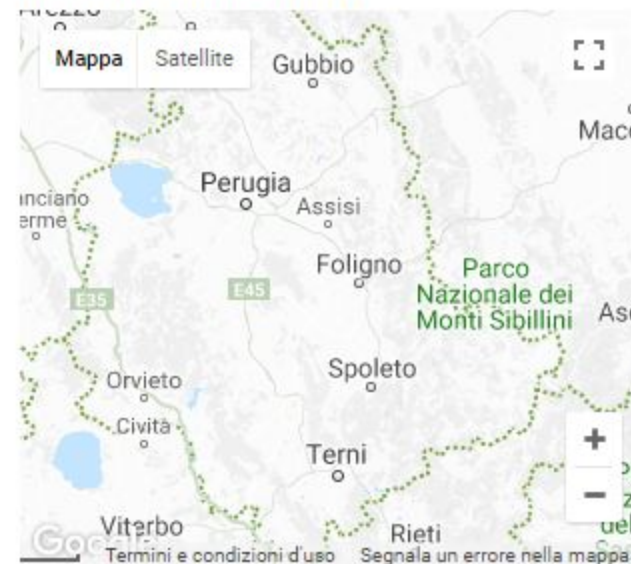 Mappa
Satellite
Gubbio
Perugia
Assisi
Foligno
Parco
Nazionale dei
Monti Sibillini
E35
E45
Orvieto
Spoleto
Civita
Terni
Viterbo
Rieti
Google
Termini e condizioni d'uso
Segnala un errore nella mappa